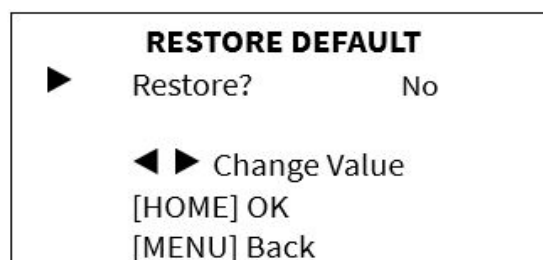 RESTORE DEFAULT
▶ Restore? No
◀ ▶ Change Value
[HOME] OK
[MENU] Back